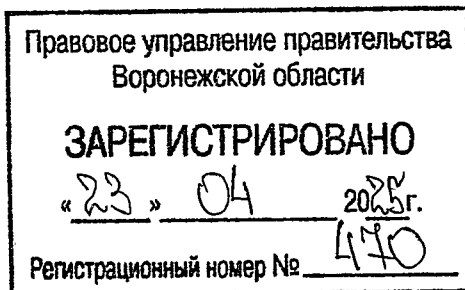 Правовое управление правительства
Воронежской области
ЗАРЕГИСТРИРОВАНО
«23» 04 2025г.
Регистрационный номер № 470